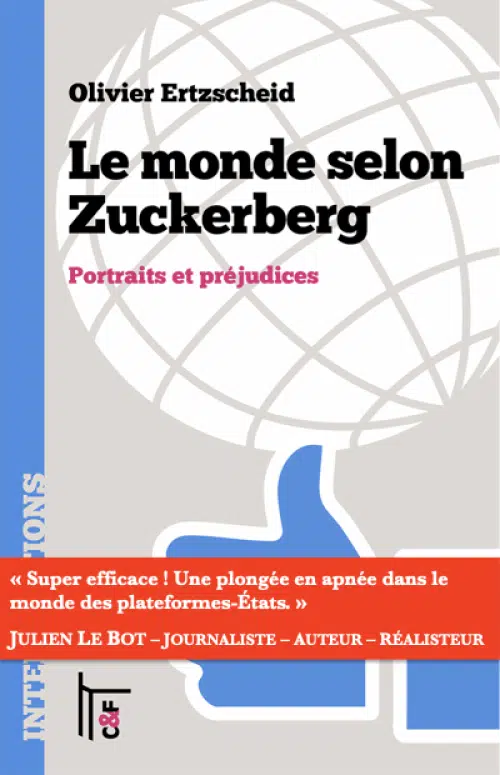 Olivier Ertzscheid
Le monde selon
Zuckerberg
Portraits et préjudices
« Super efficace ! Une plongée en apnée dans le
monde des plateformes-États. »
JULIEN LE BOT – JOURNALISTE – AUTEUR – RÉALISTEUR
C&F